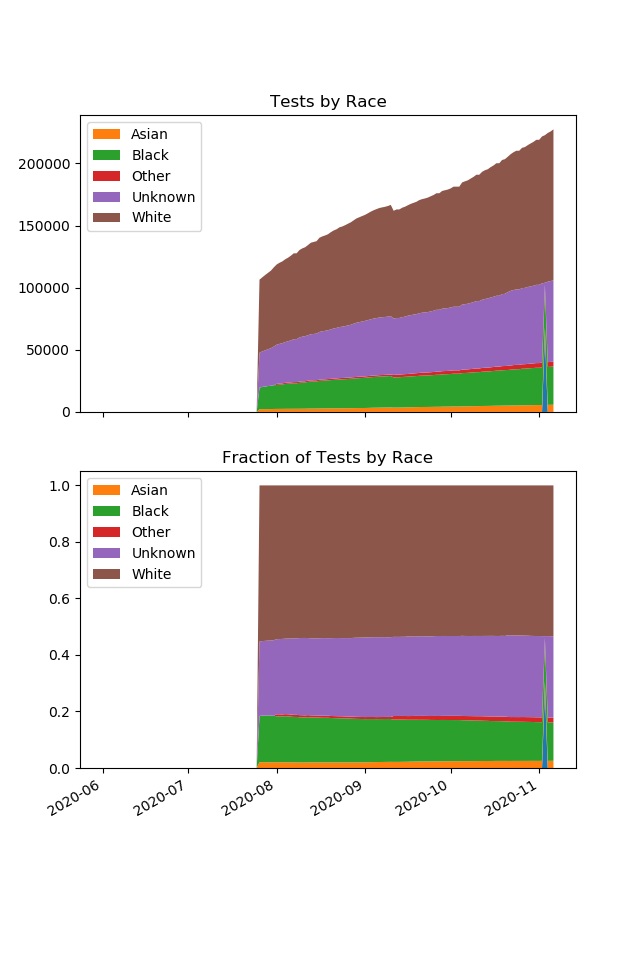 Tests by Race
Asian
Black
Other
Unknown
White
200000
150000
100000
50000
0
Fraction of Tests by Race
Asian
Black
Other
Unknown
White
1.0
0.8
0.6
0.4
0.2
0.0
2020-06 2020-07 2020-08 2020-09 2020-10 2020-11